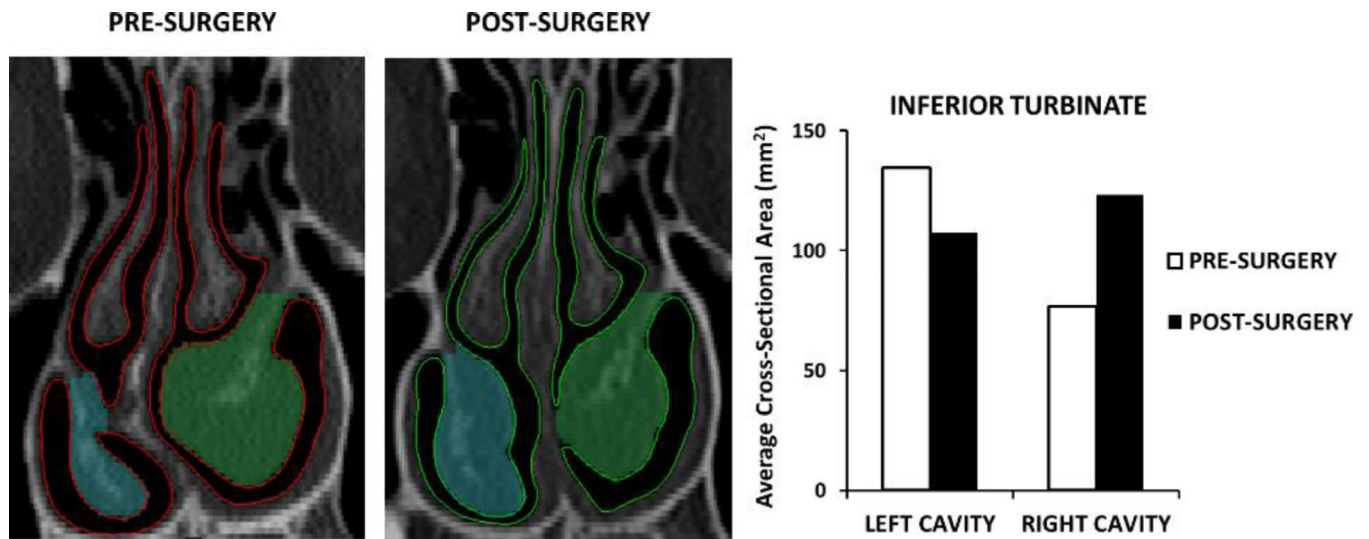 PRE-SURGERY
POST-SURGERY
INFERIOR TURBINATE
Average Cross-Sectional Area (mm²)
150
100
50
0
LEFT CAVITY
RIGHT CAVITY
PRE-SURGERY
POST-SURGERY